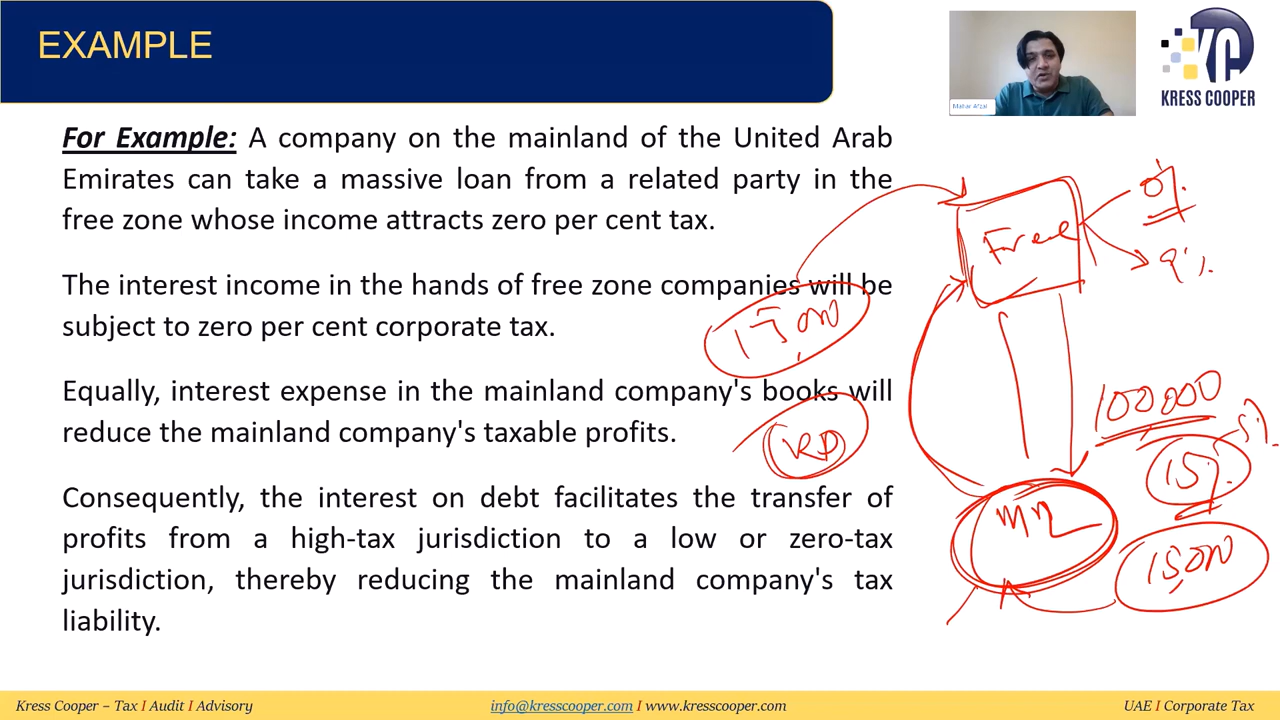 EXAMPLE
Mahar Afzal
KC
KRESS COOPER
For Example: A company on the mainland of the United Arab
Emirates can take a massive loan from a related party in the
free zone whose income attracts zero per cent tax.
The interest income in the hands of free zone companies will be
subject to zero per cent corporate tax.
Equally, interest expense in the mainland company's books will
reduce the mainland company's taxable profits.
Consequently, the interest on debt facilitates the transfer of
profits from a high-tax jurisdiction to a low or zero-tax
jurisdiction, thereby reducing the mainland company's tax
liability.
0%
Free
9%
100000
5%
15%
Kress Cooper – Tax I Audit I Advisory
info@kresscooper.com I www.kresscooper.com
UAE I Corporate Tax